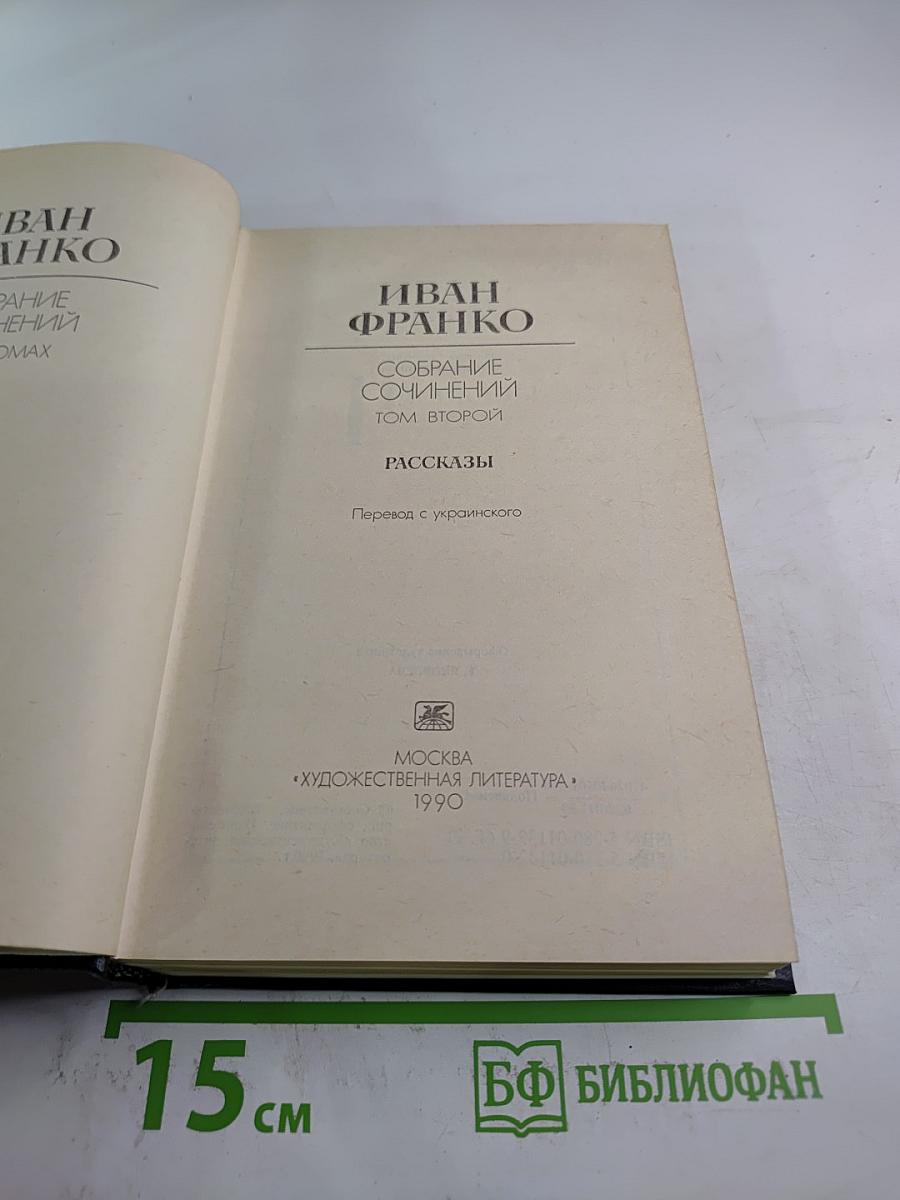 ИВАН
ФРАНКО
СОБРАНИЕ
СОЧИНЕНИЙ
ТОМ ВТОРОЙ
РАССКАЗЫ
Перевод с украинского
МОСКВА
«ХУДОЖЕСТВЕННАЯ ЛИТЕРАТУРА»
1990
15 см
БФ БИБЛИОФАН